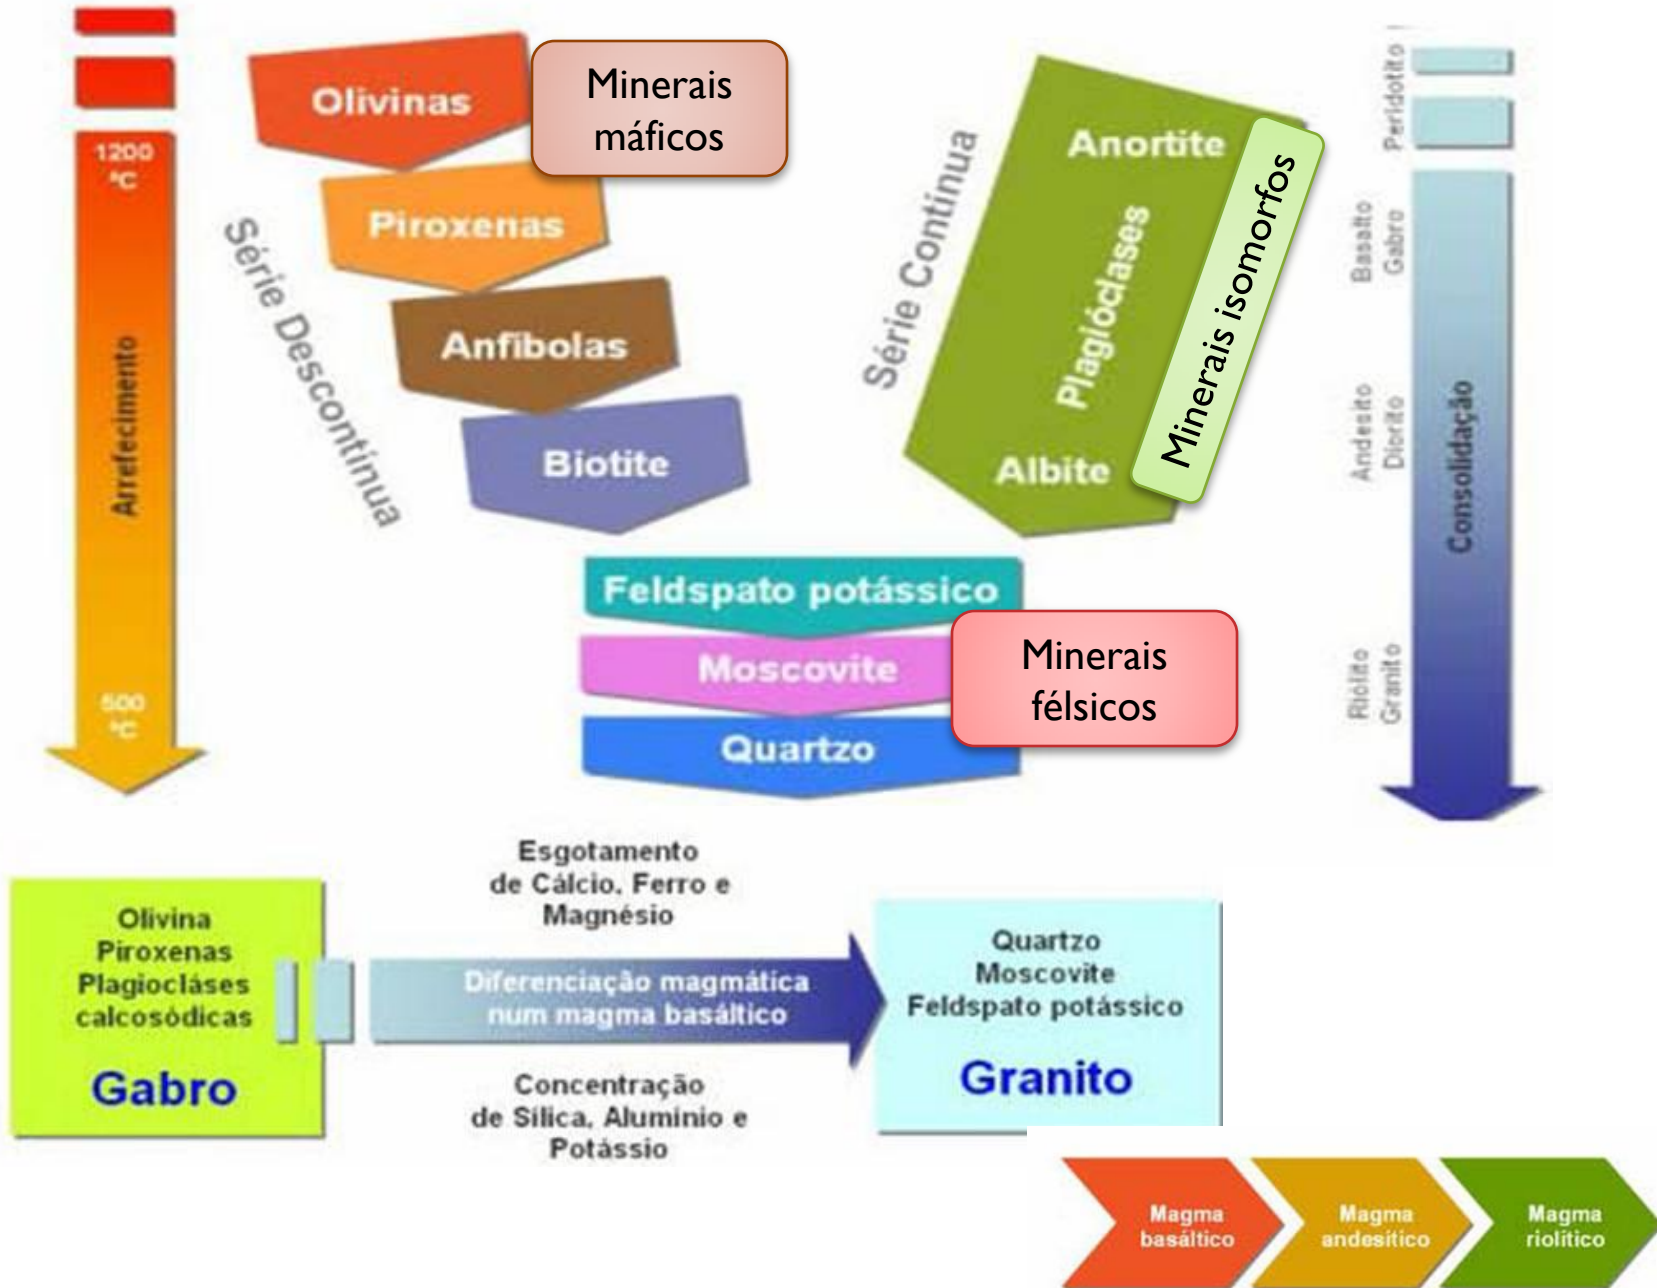 1200
ºC
Arrefecimento
500
ºC
Série Descontínua
Olivinas
Minerais
máficos
Piroxenas
Anfíbolas
Biotite
Série Contínua
Anortite
Plagióclases
Albite
Minerais isomorfos
Peridotito
Basalto
Gabro
Andesito
Diorito
Riólito
Granito
Consolidação
Feldspato potássico
Moscovite
Quartzo
Minerais
félsicos
Olivina
Piroxenas
Plagiocláses
calcosódicas
Gabro
Esgotamento
de Cálcio, Ferro e
Magnésio
Diferenciação magmática
num magma basáltico
Concentração
de Sílica, Alumínio e
Potássio
Quartzo
Moscovite
Feldspato potássico
Granito
Magma
basáltico
Magma
andesítico
Magma
riolítico